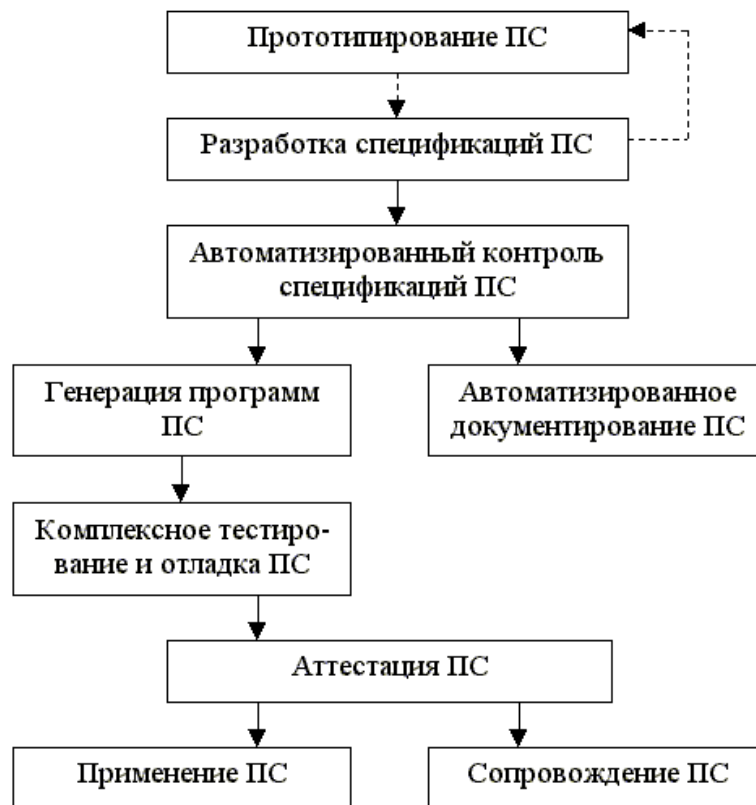 Прототипирование ПС
Разработка спецификаций ПС
Автоматизированный контроль
спецификаций ПС
Генерация программ
ПС
Автоматизированное
документирование ПС
Комплексное тестиро-
вание и отладка ПС
Аттестация ПС
Применение ПС
Сопровождение ПС